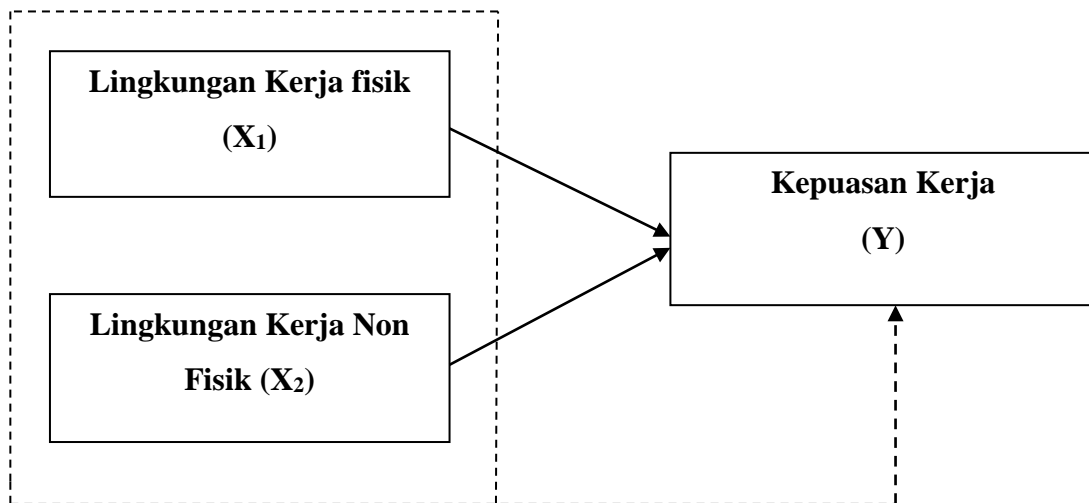 Lingkungan Kerja fisik
(X₁)
Kepuasan Kerja
(Y)
Lingkungan Kerja Non
Fisik (X₂)